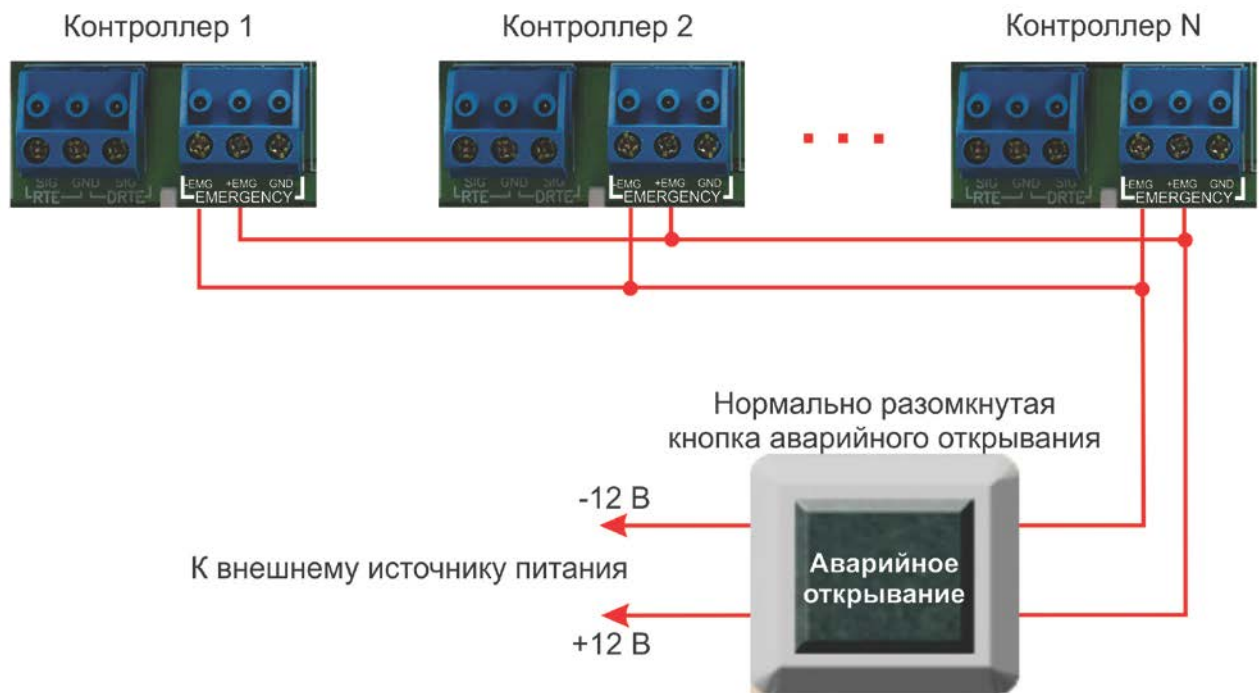 Контроллер 1
Контроллер 2
Контроллер N
SIG GND SIG
RTE DRTE
-EMG +EMG GND
EMERGENCY
SIG GND SIG
RTE DRTE
-EMG +EMG GND
EMERGENCY
SIG GND SIG
RTE DRTE
-EMG +EMG GND
EMERGENCY
Нормально разомкнутая
кнопка аварийного открывания
-12 В
К внешнему источнику питания
+12 В
Аварийное
открывание